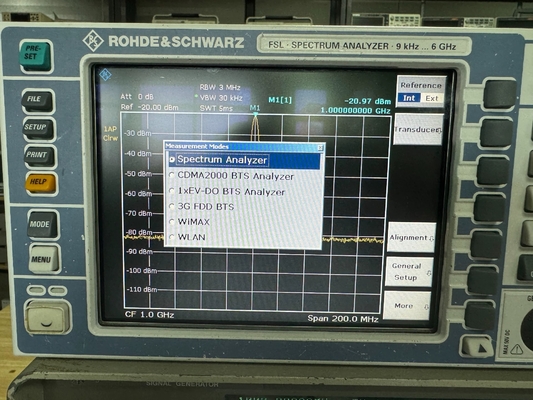 ROHDE & SCHWARZ
FSL · SPECTRUM ANALYZER · 9 kHz ... 6 GHz
PRE-
SET
FILE
SETUP
PRINT
HELP
MODE
MENU
RBW 3 MHz
Att 0 dB
* VBW 30 kHz
M1[1]
-20.97 dBm
Ref -20.00 dBm
SWT 5ms
M1
1.000000000 GHz
1AP
Clrw
-30 dBm
-40 dBm
-50 dBm
-60 dBm
-70 dBm
-80 dBm
-90 dBm
-100 dBm
-110 dBm
Measurement Modes
Spectrum Analyzer
CDMA2000 BTS Analyzer
1xEV-DO BTS Analyzer
3G FDD BTS
WiMAX
WLAN
CF 1.0 GHz
Span 200.0 MHz
Reference
Int Ext
Transducer
Alignment
General
Setup
More
MAX 50V DC
SIGNAL GENERATOR